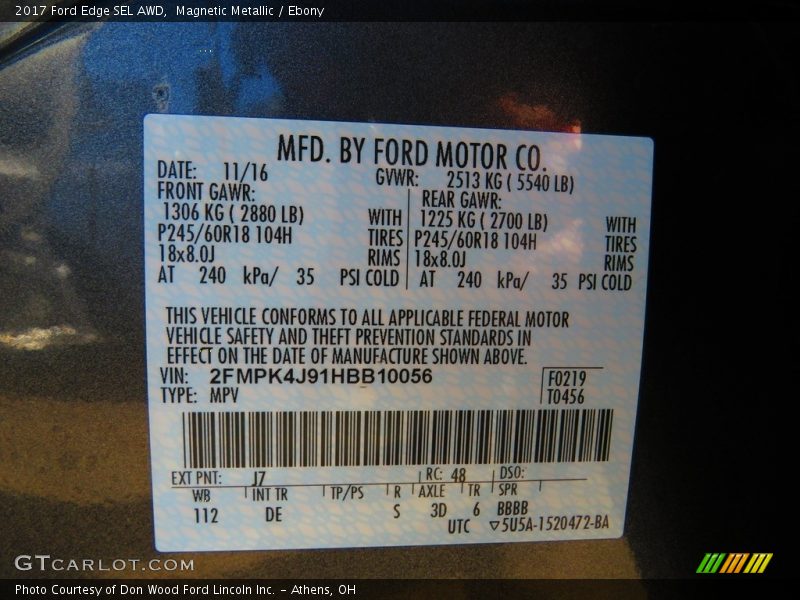 2017 Ford Edge SEL AWD,  Magnetic Metallic / Ebony
MFD. BY FORD MOTOR CO.
DATE: 11/16 GVWR: 2513 KG ( 5540 LB)
FRONT GAWR: REAR GAWR:
1306 KG ( 2880 LB) WITH 1225 KG ( 2700 LB) WITH
P245/60R18 104H TIRES P245/60R18 104H TIRES
18x8.0J RIMS 18x8.0J RIMS
AT 240 kPa/ 35 PSI COLD AT 240 kPa/ 35 PSI COLD
THIS VEHICLE CONFORMS TO ALL APPLICABLE FEDERAL MOTOR
VEHICLE SAFETY AND THEFT PREVENTION STANDARDS IN
EFFECT ON THE DATE OF MANUFACTURE SHOWN ABOVE.
VIN: 2FMPK4J91HBB10056 F0219
TYPE: MPV T0456
EXT PNT: J7 RC: 48 DSO:
WB INT TR TP/PS R AXLE TR SPR
112 DE S 3D 6 BBBB
UTC ▽5U5A-1520472-BA
GTCARLOT.COM
Photo Courtesy of Don Wood Ford Lincoln Inc. - Athens, OH